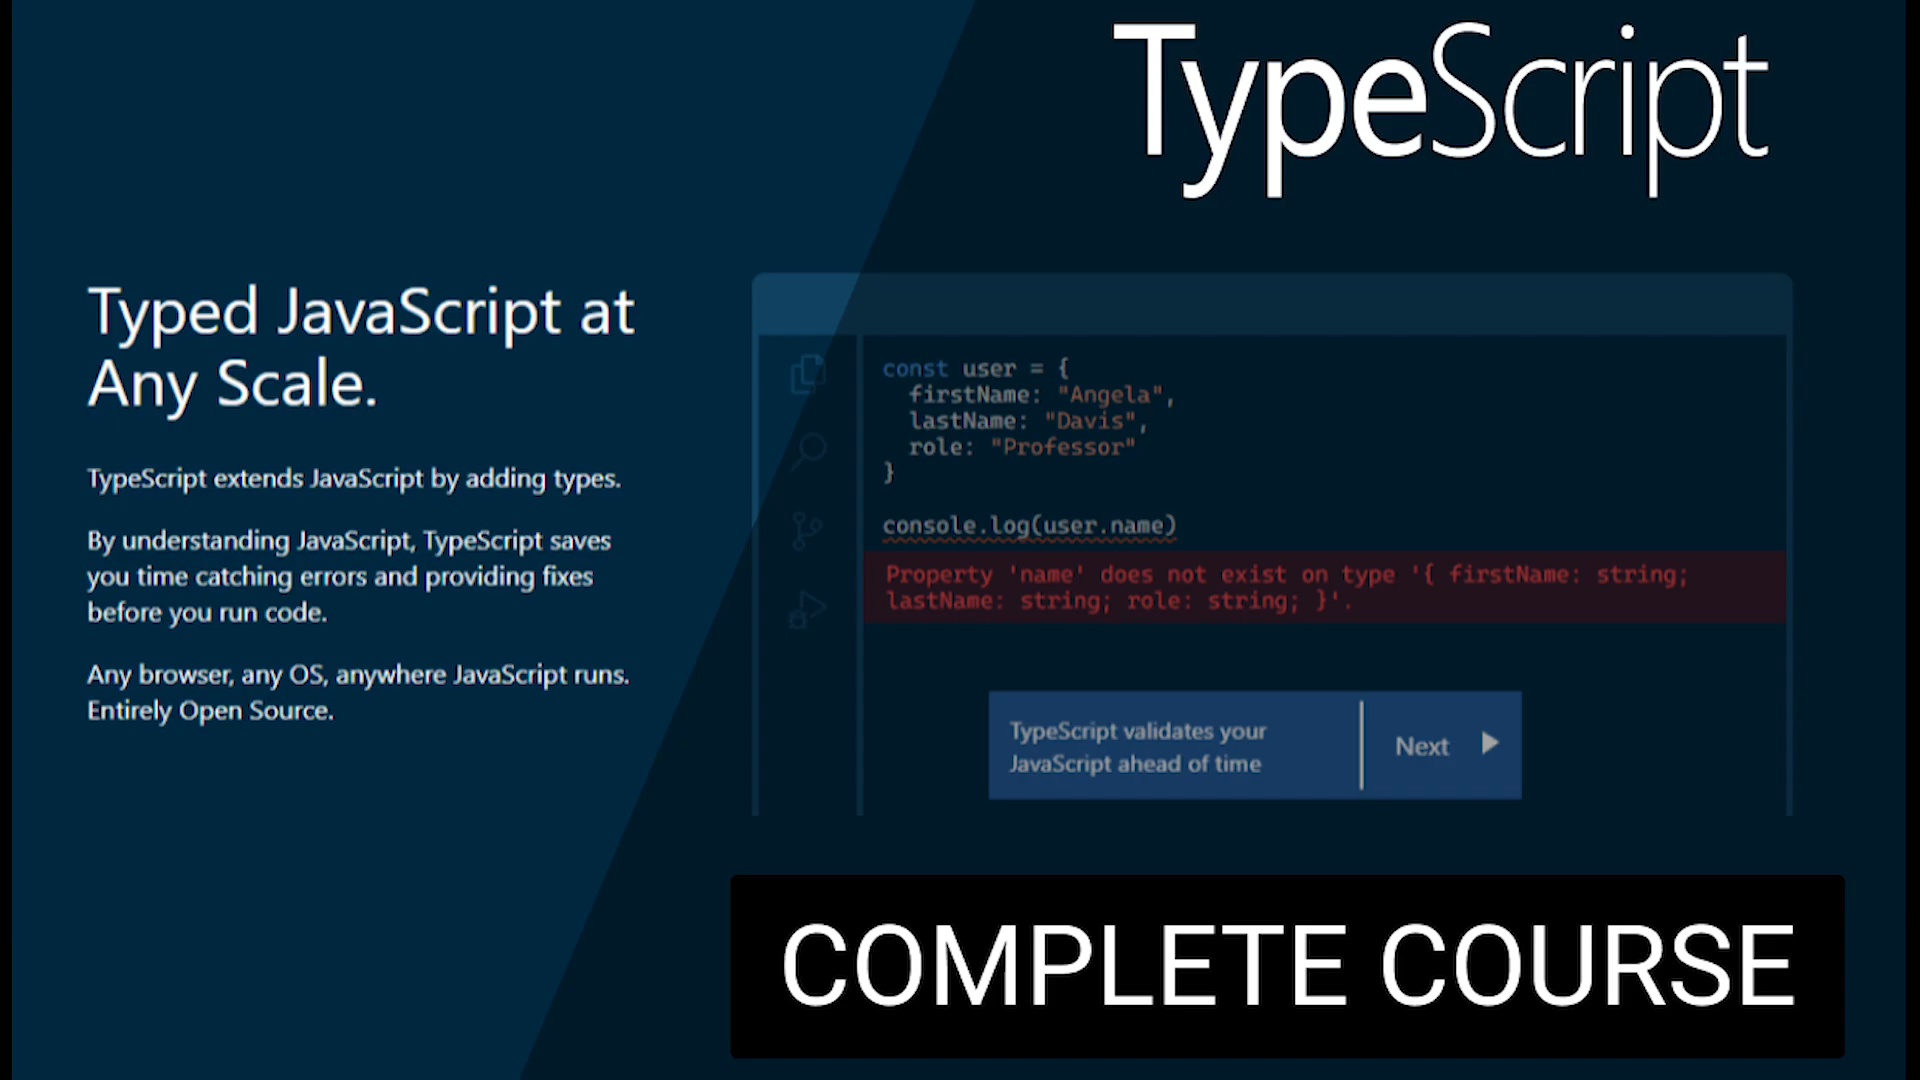 TypeScript
Typed JavaScript at
Any Scale.
TypeScript extends JavaScript by adding types.
By understanding JavaScript, TypeScript saves
you time catching errors and providing fixes
before you run code.
Any browser, any OS, anywhere JavaScript runs.
Entirely Open Source.
const user = {
  firstName: "Angela",
  lastName: "Davis",
  role: "Professor"
}
console.log(user.name)
Property 'name' does not exist on type '{ firstName: string;
lastName: string; role: string; }'.
TypeScript validates your
JavaScript ahead of time
Next
COMPLETE COURSE